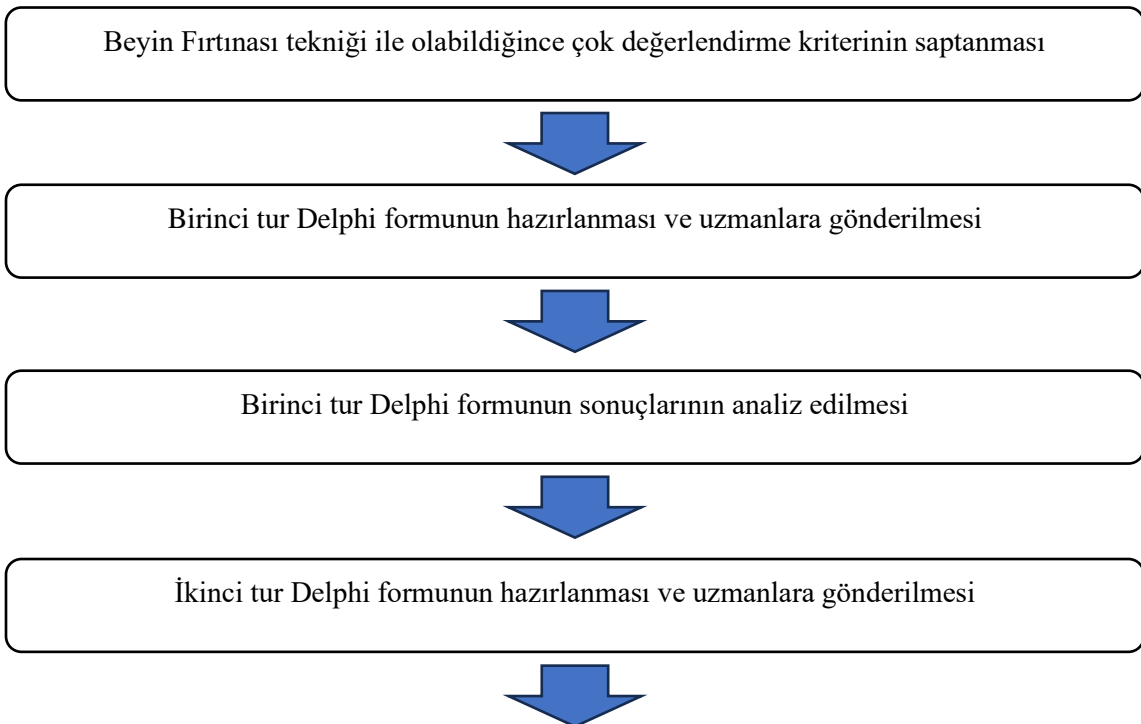 Beyin Fırtınası tekniği ile olabildiğince çok değerlendirme kriterinin saptanması
Birinci tur Delphi formunun hazırlanması ve uzmanlara gönderilmesi
Birinci tur Delphi formunun sonuçlarının analiz edilmesi
İkinci tur Delphi formunun hazırlanması ve uzmanlara gönderilmesi